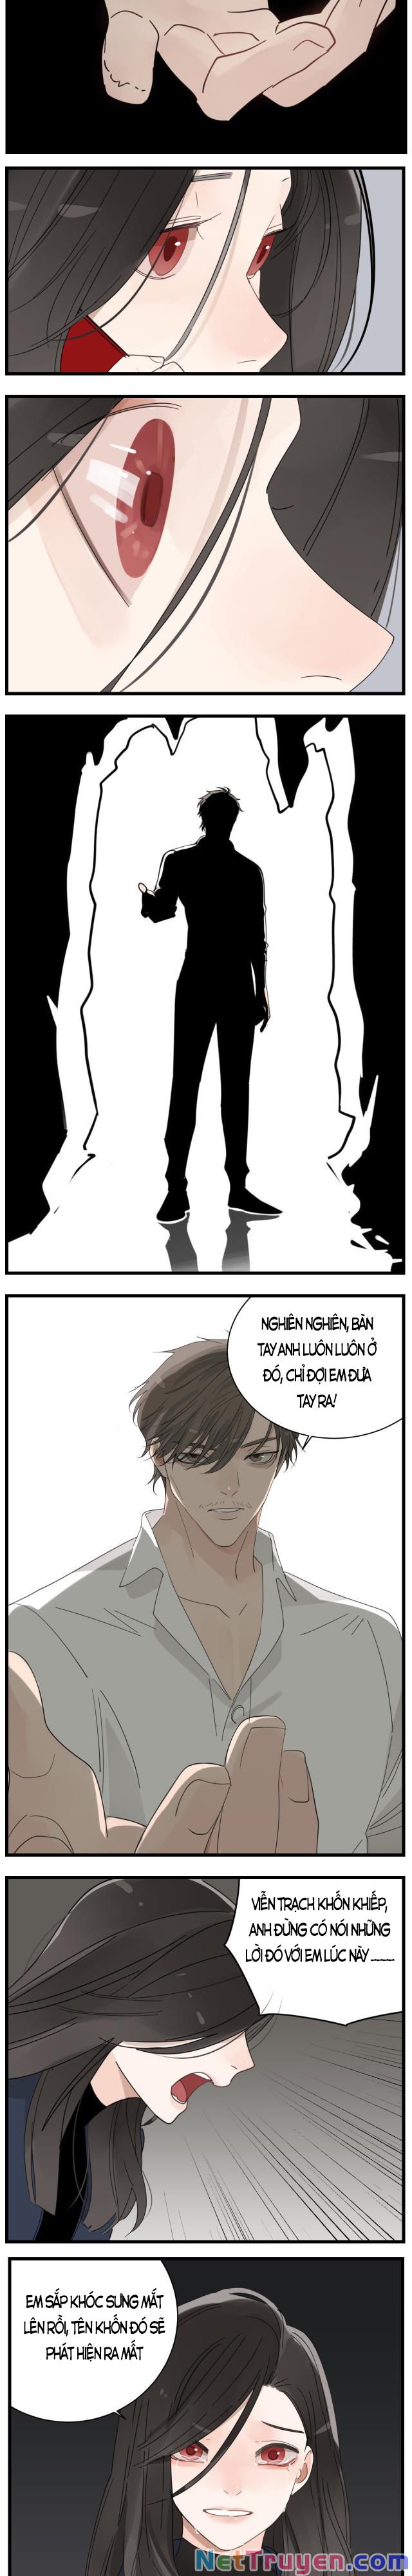 NGHIÊN NGHIÊN, BÀN
TAY ANH LUÔN LUÔN Ở
ĐÓ, CHỈ ĐỢI EM ĐƯA
TAY RA!
VIỄN TRẠCH KHỐN KHIẾP,
ANH ĐỪNG CÓ NÓI NHỮNG
LỜI ĐÓ VỚI EM LÚC NÀY ........
EM SẮP KHÓC SƯNG MẮT
LÊN RỒI, TÊN KHỐN ĐÓ SẼ
PHÁT HIỆN RA MẤT
NetTruyen.com